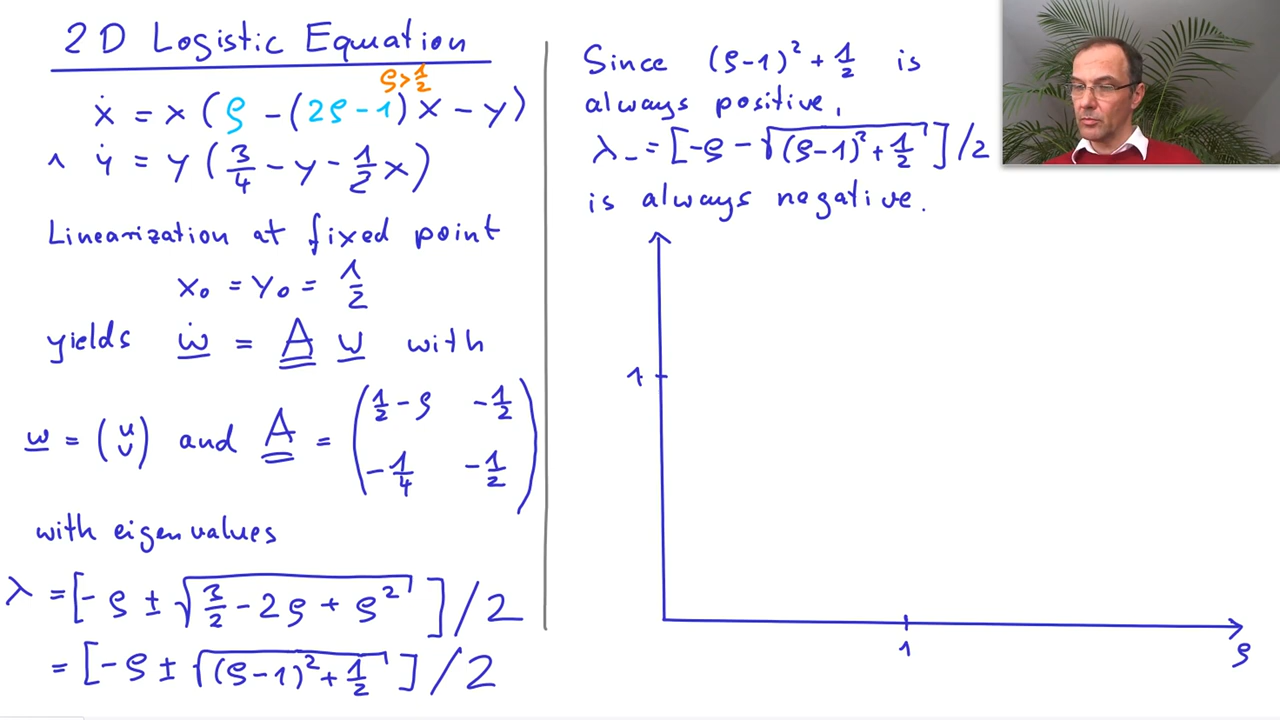 2D Logistic Equation
ϱ>1/2
ẋ = x (ϱ - (2ϱ - 1) x - y)
∧ ẏ = y (3/4 - y - 1/2 x)
Linearization at fixed point
x₀ = y₀ = 1/2
yields ẇ = A w with
w = (u v) and A = (1/2 - ϱ -1/2
-1/4 -1/2)
with eigenvalues
λ = [-ϱ ± √(3/2 - 2ϱ + ϱ²)] / 2
= [-ϱ ± √((ϱ-1)² + 1/2)] / 2
Since (ϱ-1)² + 1/2 is
always positive,
λ₋ = [-ϱ - √((ϱ-1)² + 1/2)] / 2
is always negative.
1
1
ϱ